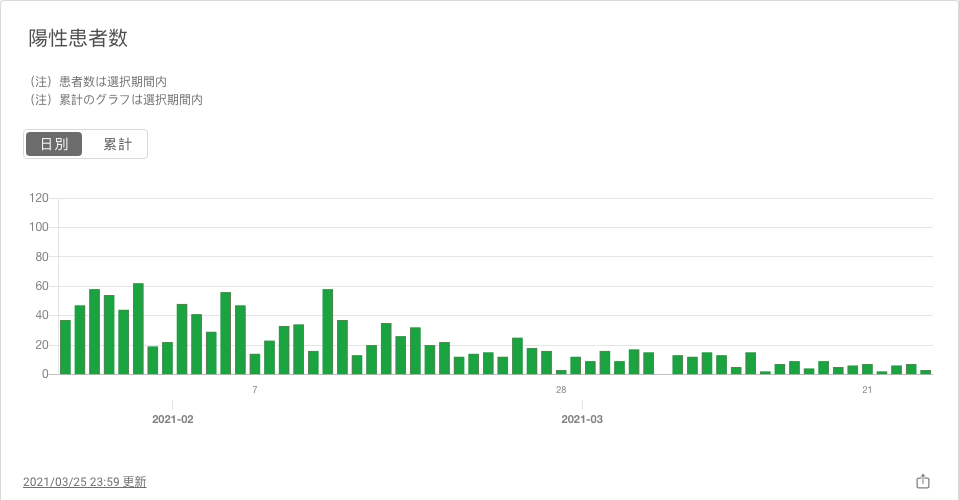 陽性患者数
（注）患者数は選択期間内
（注）累計のグラフは選択期間内
日別 累計
120
100
80
60
40
20
0
7 28 21
2021-02 2021-03
2021/03/25 23:59 更新